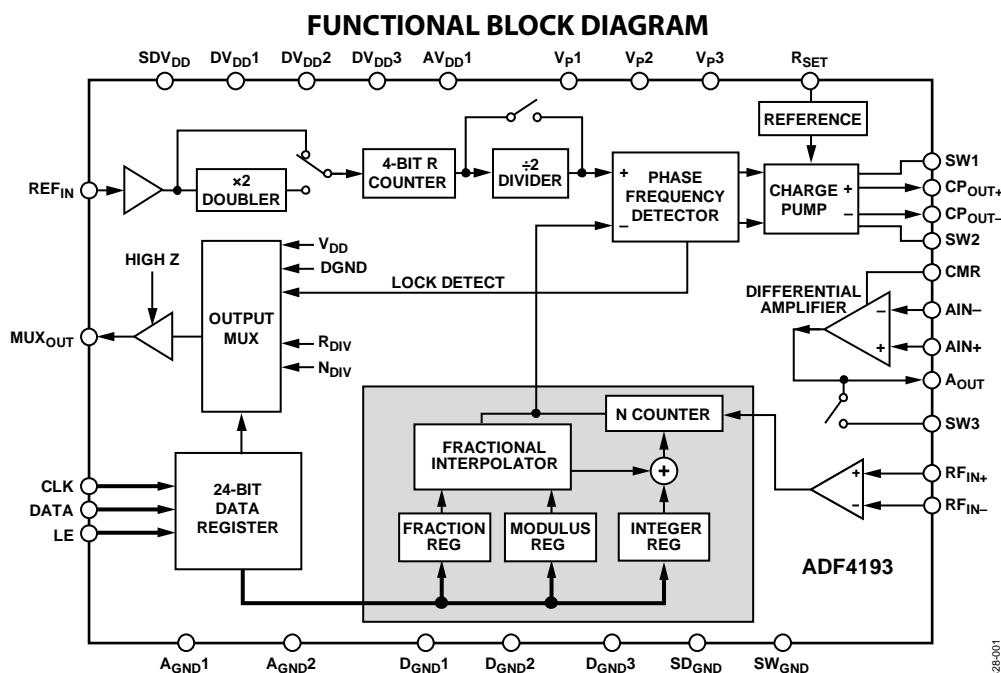 FUNCTIONAL BLOCK DIAGRAM
SDVDD DVDD1 DVDD2 DVDD3 AVDD1 VP1 VP2 VP3 RSET
REFIN
×2
DOUBLER
4-BIT R
COUNTER
÷2
DIVIDER
+ PHASE
FREQUENCY
DETECTOR
−
REFERENCE
CHARGE
PUMP
+
−
SW1
CPOUT+
CPOUT–
SW2
HIGH Z
MUXOUT
OUTPUT
MUX
VDD
DGND
LOCK DETECT
RDIV
NDIV
DIFFERENTIAL
AMPLIFIER
−
+
CMR
AIN–
AIN+
AOUT
SW3
CLK
DATA
LE
24-BIT
DATA
REGISTER
N COUNTER
FRACTIONAL
INTERPOLATOR
+
FRACTION
REG
MODULUS
REG
INTEGER
REG
+
−
RFIN+
RFIN–
ADF4193
AGND1 AGND2 DGND1 DGND2 DGND3 SDGND SWGND
28-001